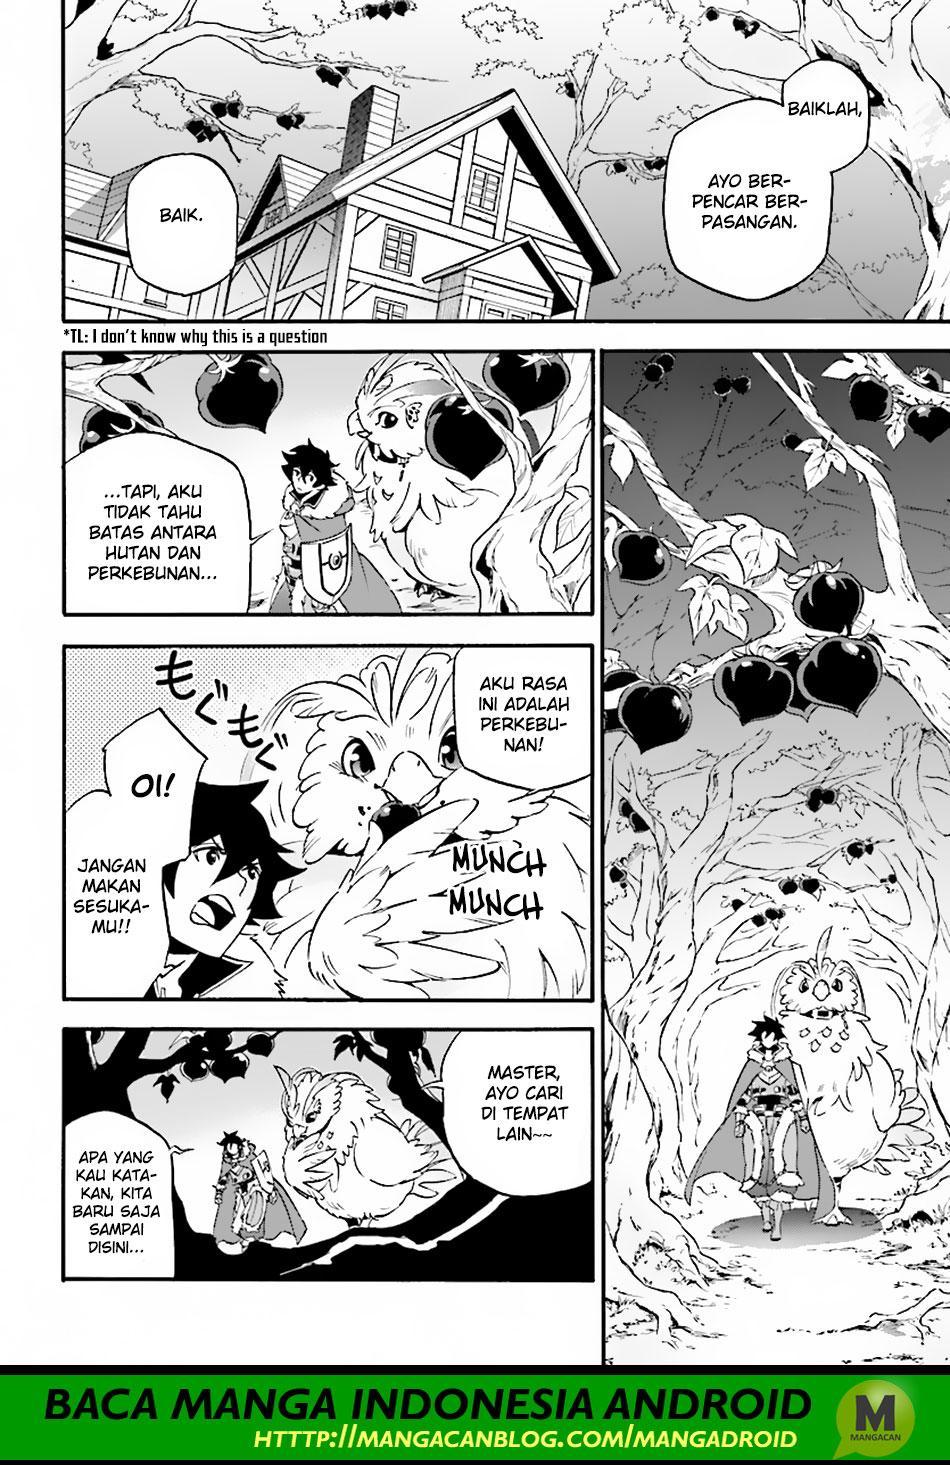 BAIKLAH,
AYO BER-
PENCAR BER-
PASANGAN.
BAIK.
*TL: I don't know why this is a question
...TAPI, AKU
TIDAK TAHU
BATAS ANTARA
HUTAN DAN
PERKEBUNAN...
AKU RASA
INI ADALAH
PERKEBU-
NAN!
もぐもぐ
MUNCH
MUNCH
OI!
JANGAN
MAKAN
SESUKA-
MU!!
MASTER,
AYO CARI
DI TEMPAT
LAIN~~
APA YANG
KAU KATA-
KAN, KITA
BARU SAJA
SAMPAI
DISINI...
BACA MANGA INDONESIA ANDROID
HTTTP://MANGACANBLOG.COM/MANGADROID
M
MANGACAN